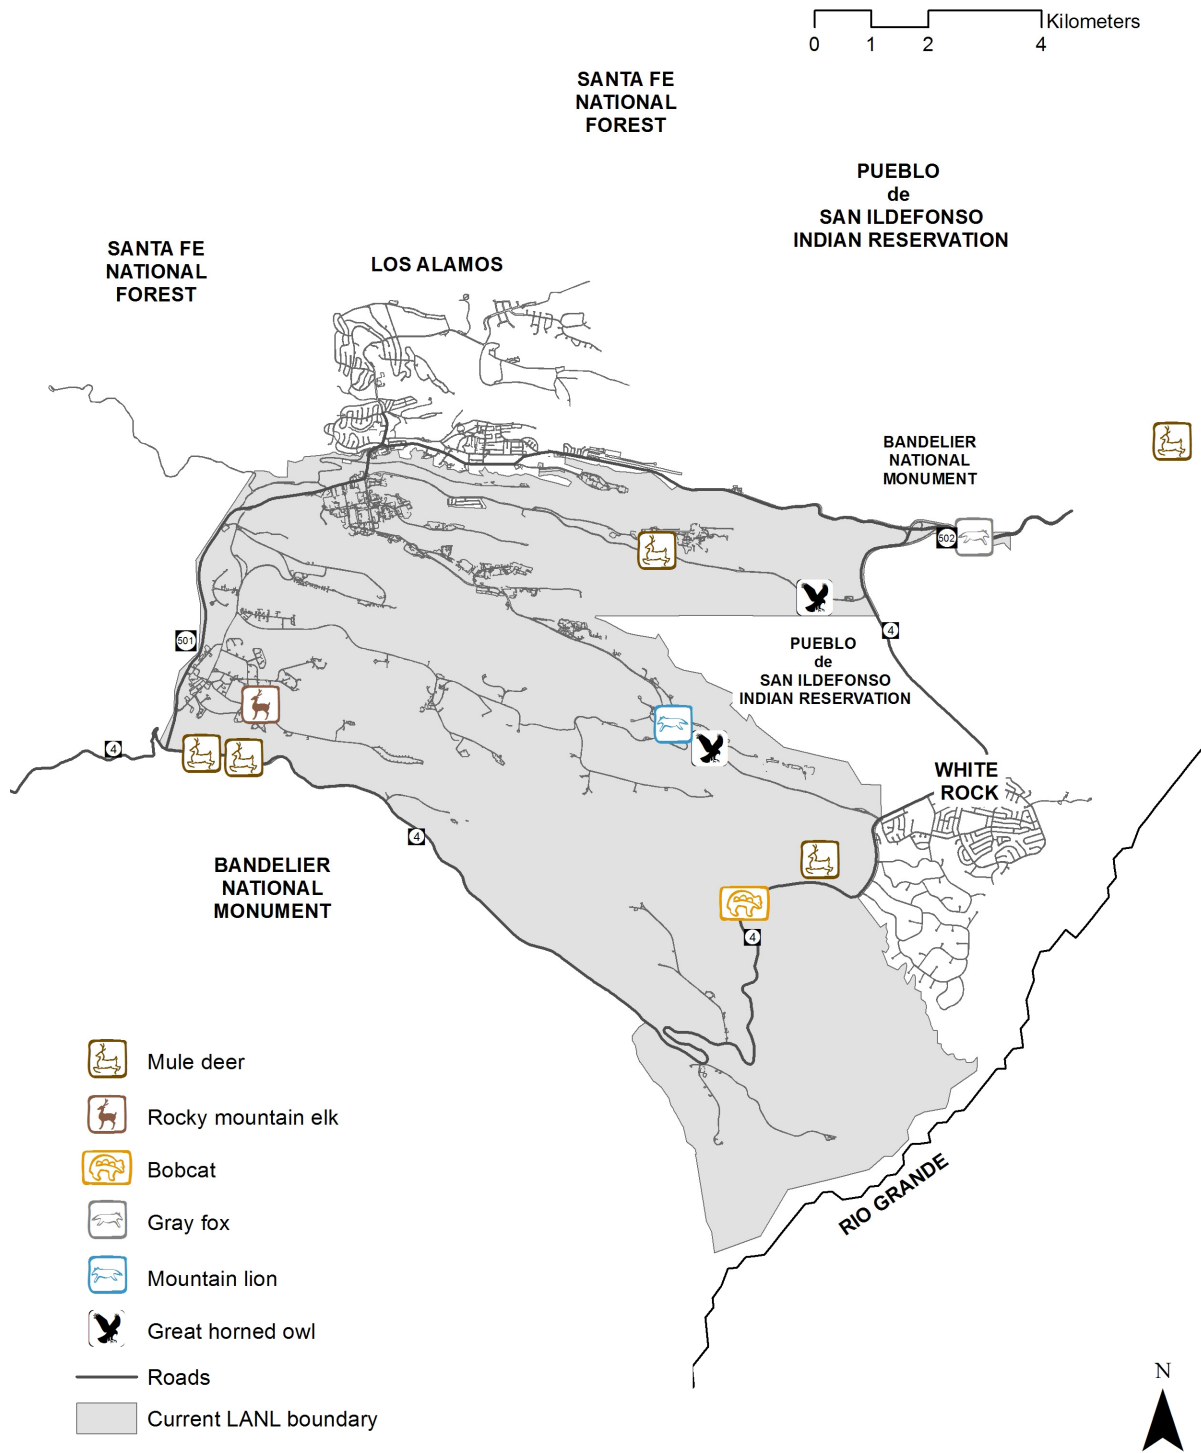 Kilometers
0 1 2 4
SANTA FE
NATIONAL
FOREST
PUEBLO
de
SAN ILDEFONSO
INDIAN RESERVATION
SANTA FE
NATIONAL
FOREST
LOS ALAMOS
BANDELIER
NATIONAL
MONUMENT
502
4
501
PUEBLO
de
SAN ILDEFONSO
INDIAN RESERVATION
4
WHITE
ROCK
4
BANDELIER
NATIONAL
MONUMENT
4
RIO GRANDE
Mule deer
Rocky mountain elk
Bobcat
Gray fox
Mountain lion
Great horned owl
Roads
Current LANL boundary
N